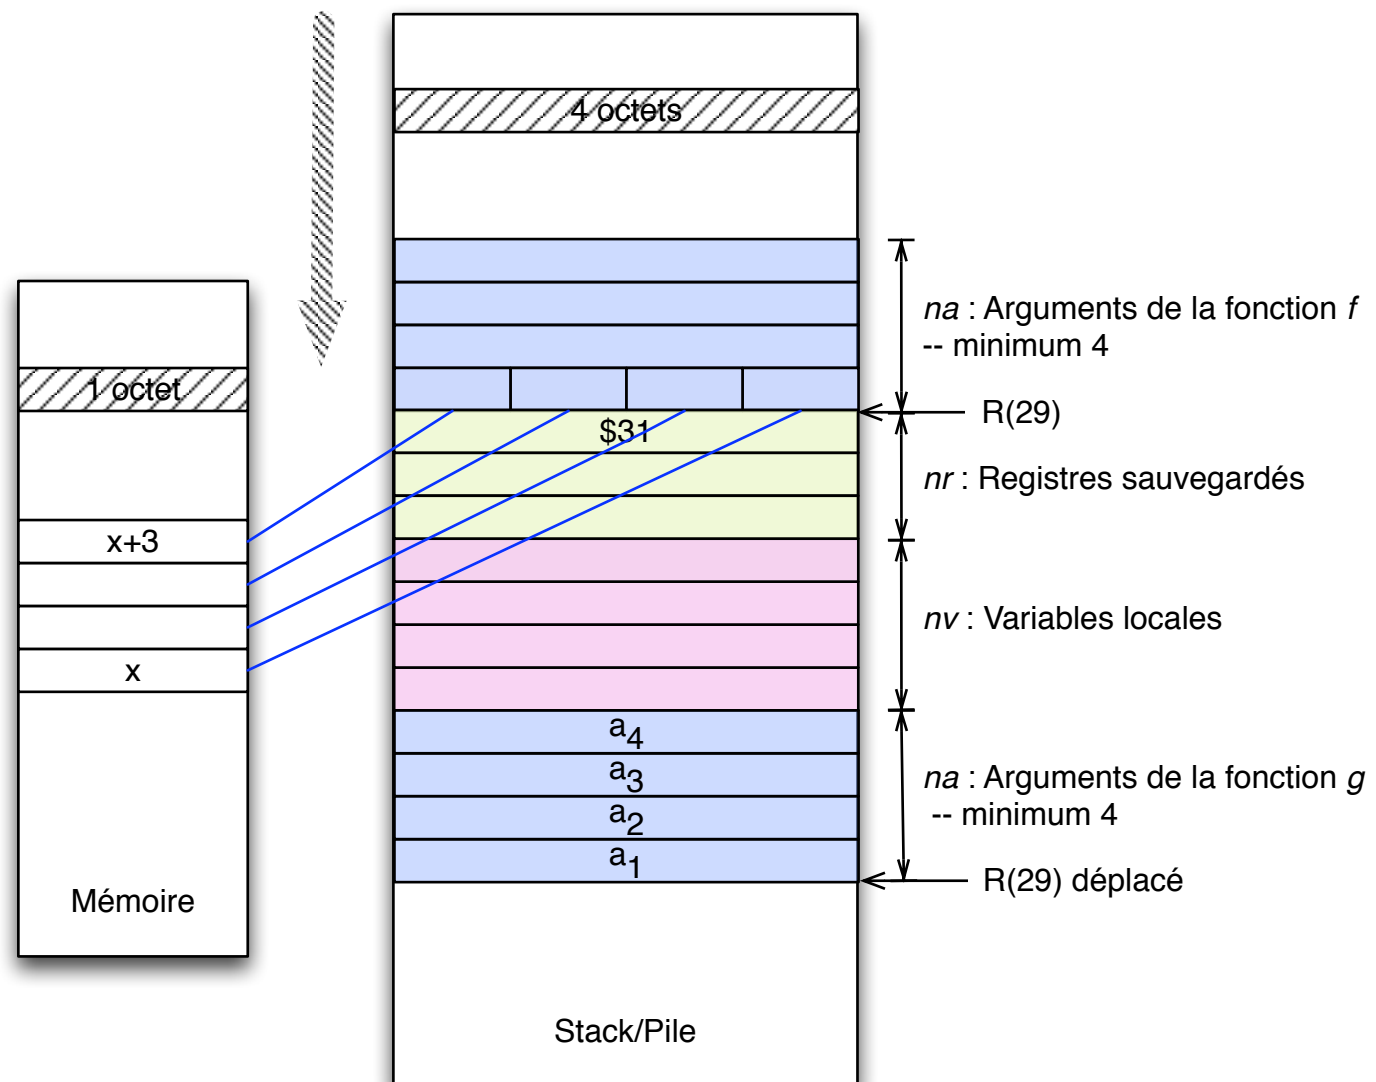 4 octets
na : Arguments de la fonction f
-- minimum 4
1 octet
R(29)
$31
nr : Registres sauvegardés
x+3
nv : Variables locales
x
a4
a3
na : Arguments de la fonction g
-- minimum 4
a2
a1
R(29) déplacé
Mémoire
Stack/Pile